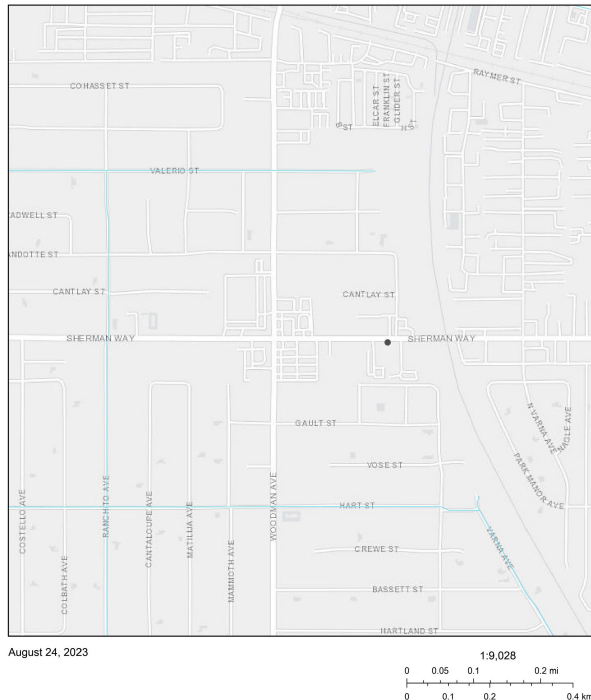 RAYMER ST
COHASSET ST
ELCAR ST
FRANKLIN ST
GLIDER ST
ST
H ST
VALERIO ST
ADWELL ST
ANDOTTE ST
CANTLAY ST
CANTLAY ST
SHERMAN WAY
SHERMAN WAY
N VARNA AVE
NAGLE AVE
GAULT ST
PARK MANOR AVE
VOSE ST
COSTELLO AVE
COLBATH AVE
CANTALOUPE AVE
MATILIJA AVE
MAMMOTH AVE
WOODMAN AVE
HART ST
VARNA AVE
CREWE ST
BASSETT ST
HARTLAND ST
August 24, 2023
1:9,028
0 0.05 0.1 0.2 mi
0 0.1 0.2 0.4 km